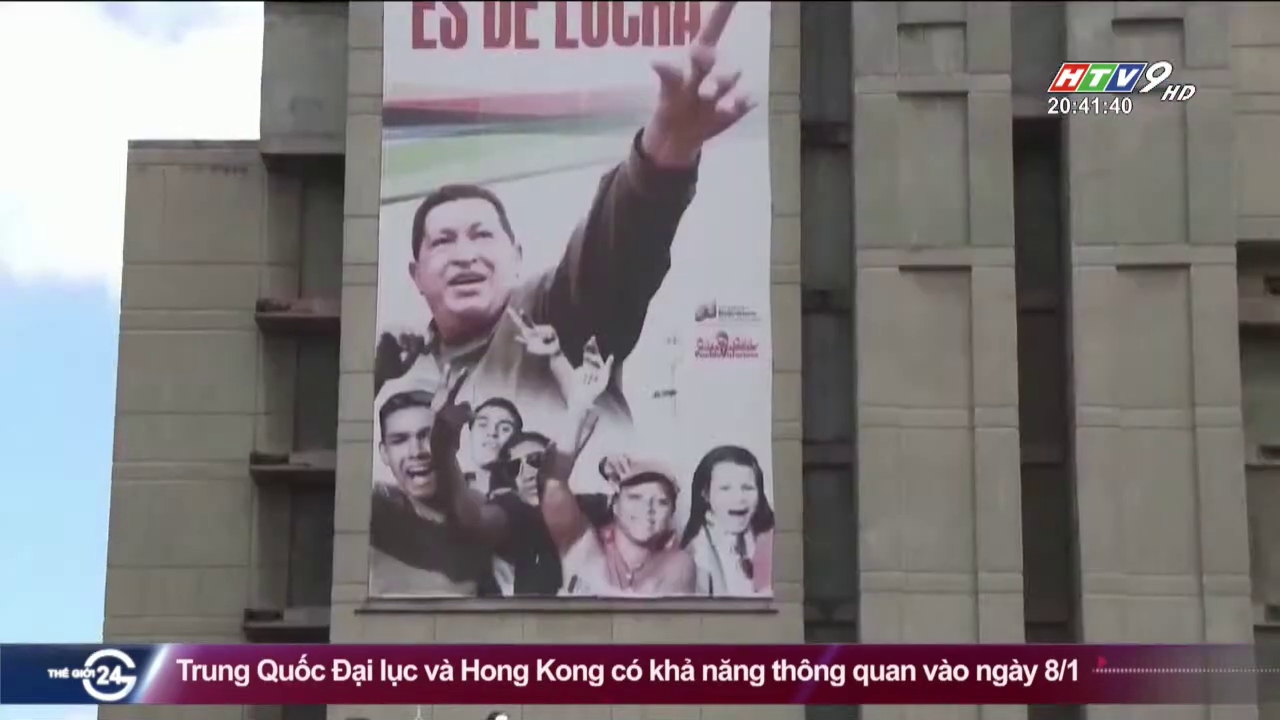 ES DE LUCHA
HTV9 HD
20:41:40
THẾ GIỚI 24G
Trung Quốc Đại lục và Hong Kong có khả năng thông quan vào ngày 8/1